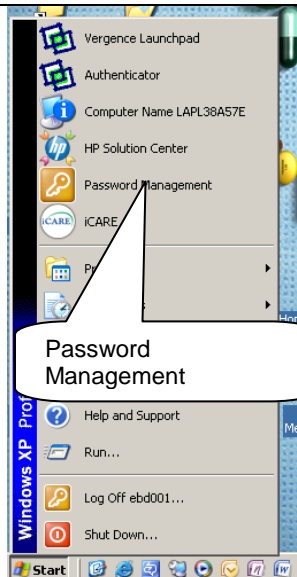 Vergence Launchpad
Authenticator
Computer Name LAPL38A57E
HP Solution Center
Password Management
iCARE
iCARE
Password
Management
Help and Support
Run...
Log Off ebd001...
Shut Down...
Windows XP
Start